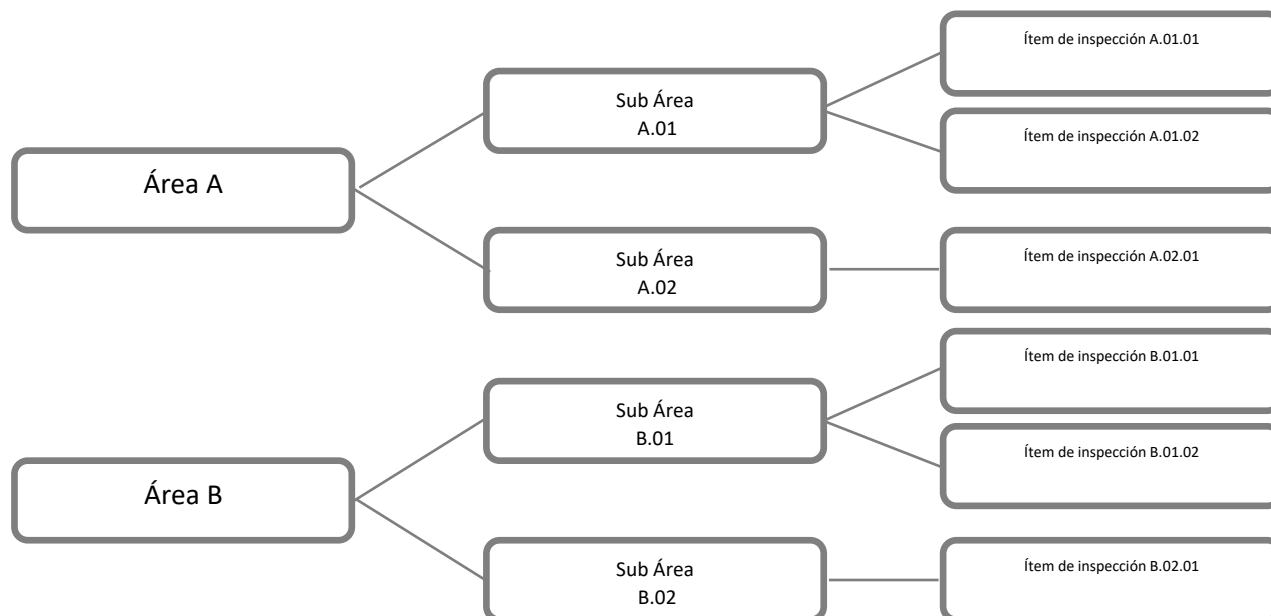 Área A
Sub Área
A.01
Ítem de inspección A.01.01
Ítem de inspección A.01.02
Sub Área
A.02
Ítem de inspección A.02.01
Área B
Sub Área
B.01
Ítem de inspección B.01.01
Ítem de inspección B.01.02
Sub Área
B.02
Ítem de inspección B.02.01